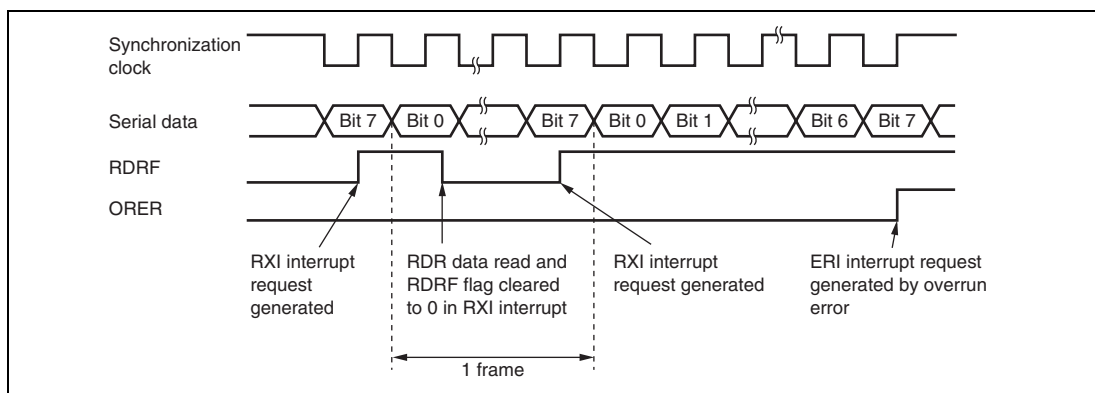 Synchronization
clock
Serial data
Bit 7
Bit 0
Bit 7
Bit 0
Bit 1
Bit 6
Bit 7
RDRF
ORER
RXI interrupt
request
generated
RDR data read and
RDRF flag cleared
to 0 in RXI interrupt
RXI interrupt
request generated
ERI interrupt request
generated by overrun
error
1 frame